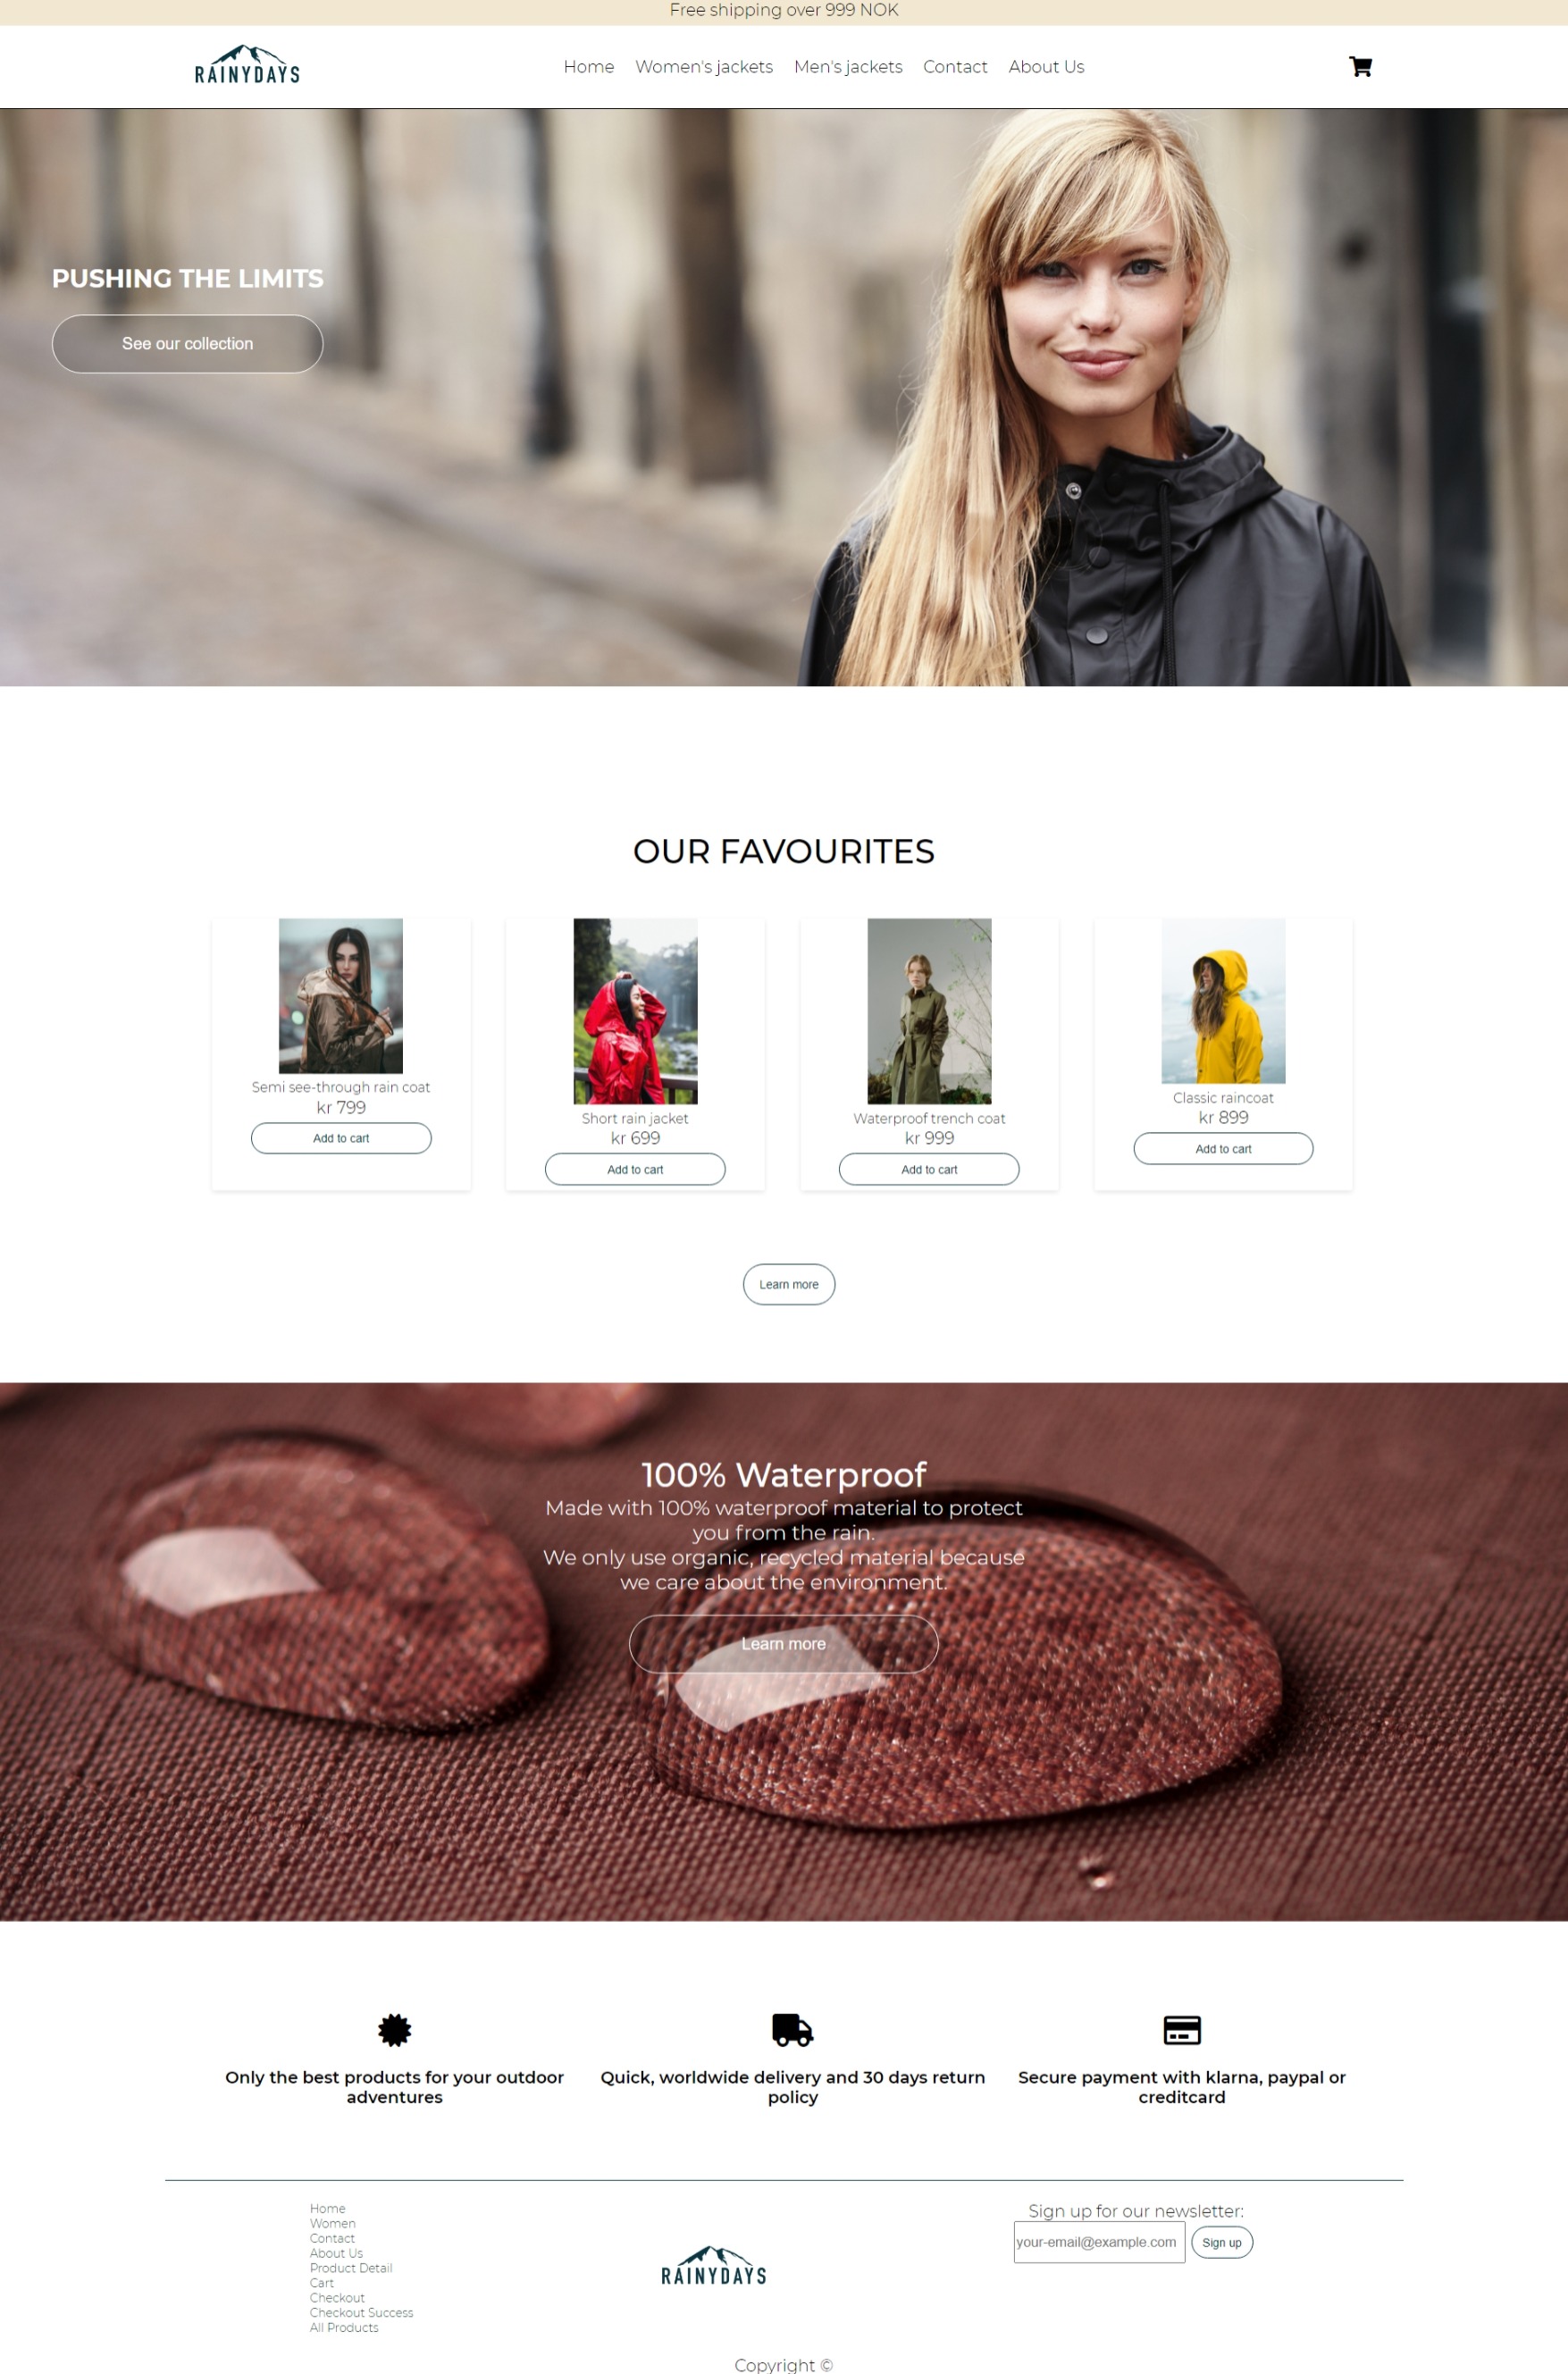 Free shipping over 999 NOK
RAINYDAYS
Home Women's jackets Men's jackets Contact About Us
PUSHING THE LIMITS
See our collection
OUR FAVOURITES
Semi see-through rain coat
kr 799
Add to cart
Short rain jacket
kr 699
Add to cart
Waterproof trench coat
kr 999
Add to cart
Classic raincoat
kr 899
Add to cart
Learn more
100% Waterproof
Made with 100% waterproof material to protect
you from the rain.
We only use organic, recycled material because
we care about the environment.
Learn more
Only the best products for your outdoor
adventures
Quick, worldwide delivery and 30 days return
policy
Secure payment with klarna, paypal or
creditcard
Home
Women
Contact
About Us
Product Detail
Cart
Checkout
Checkout Success
All Products
RAINYDAYS
Sign up for our newsletter:
your-email@example.com
Sign up
Copyright ©